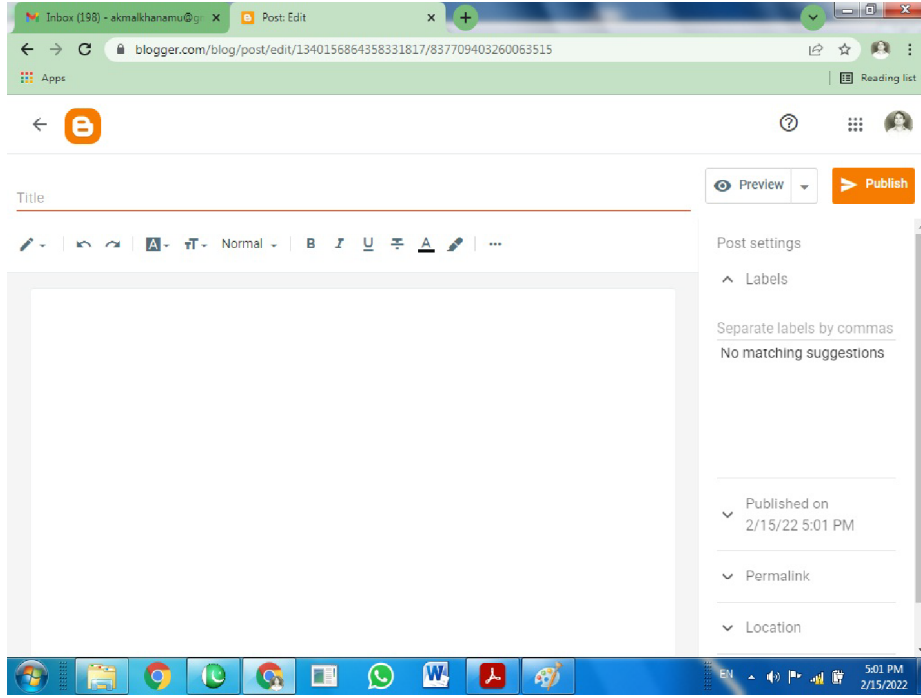 Inbox (198) - akmalkhanamu@gr
Post: Edit
blogger.com/blog/post/edit/1340156864358331817/837709403260063515
Apps
Reading list
Title
Preview
Publish
Normal
B I U A
Post settings
Labels
Separate labels by commas
No matching suggestions
Published on
2/15/22 5:01 PM
Permalink
Location
EN
5:01 PM
2/15/2022